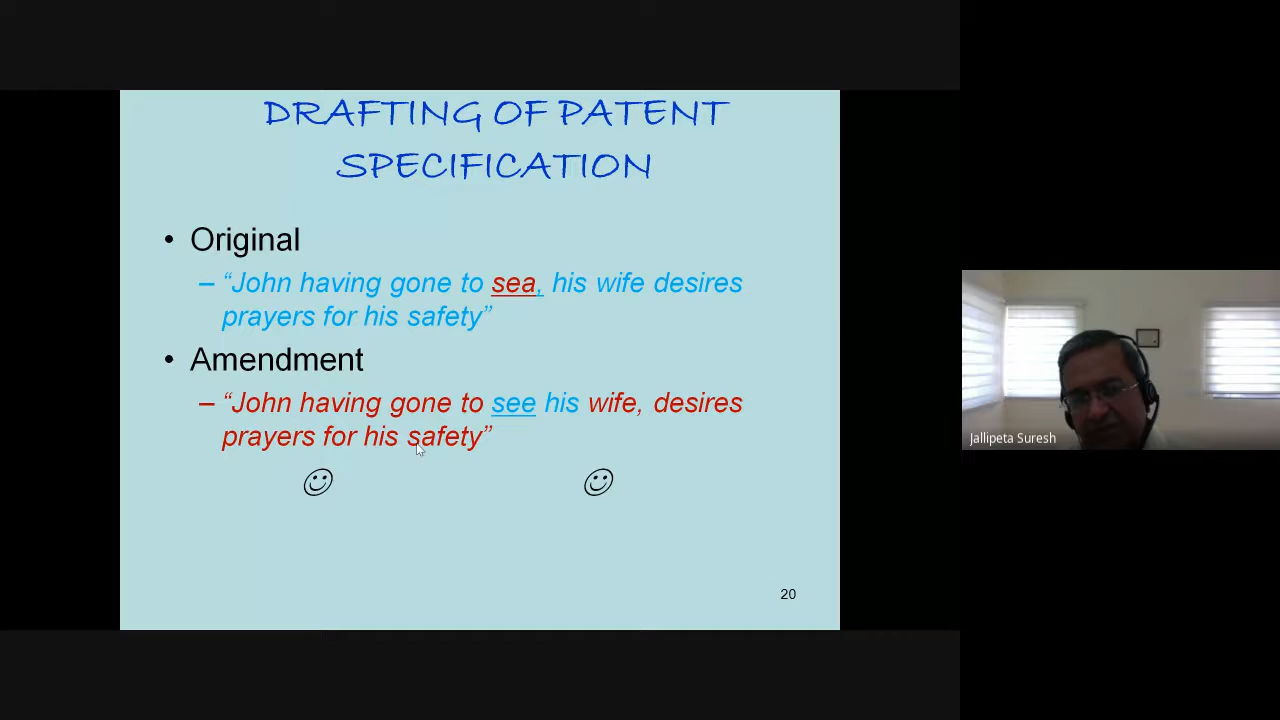 DRAFTING OF PATENT
SPECIFICATION
• Original
– “John having gone to sea, his wife desires
prayers for his safety”
• Amendment
– “John having gone to see his wife, desires
prayers for his safety”
20
Jallipeta Suresh